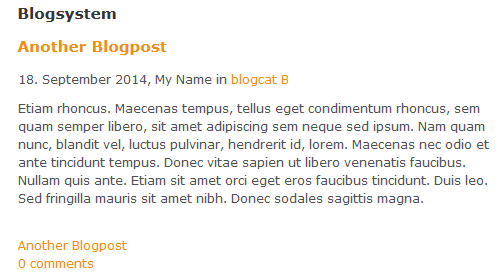 Blogsystem
Another Blogpost
18. September 2014, My Name in blogcat B
Etiam rhoncus. Maecenas tempus, tellus eget condimentum rhoncus, sem
quam semper libero, sit amet adipiscing sem neque sed ipsum. Nam quam
nunc, blandit vel, luctus pulvinar, hendrerit id, lorem. Maecenas nec odio et
ante tincidunt tempus. Donec vitae sapien ut libero venenatis faucibus.
Nullam quis ante. Etiam sit amet orci eget eros faucibus tincidunt. Duis leo.
Sed fringilla mauris sit amet nibh. Donec sodales sagittis magna.
Another Blogpost
0 comments